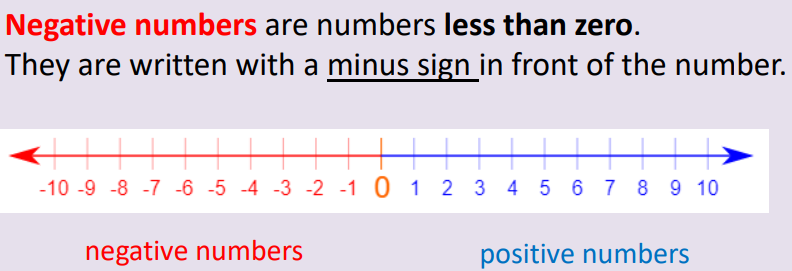 Negative numbers are numbers less than zero.
They are written with a minus sign in front of the number.
-10 -9 -8 -7 -6 -5 -4 -3 -2 -1 0 1 2 3 4 5 6 7 8 9 10
negative numbers positive numbers